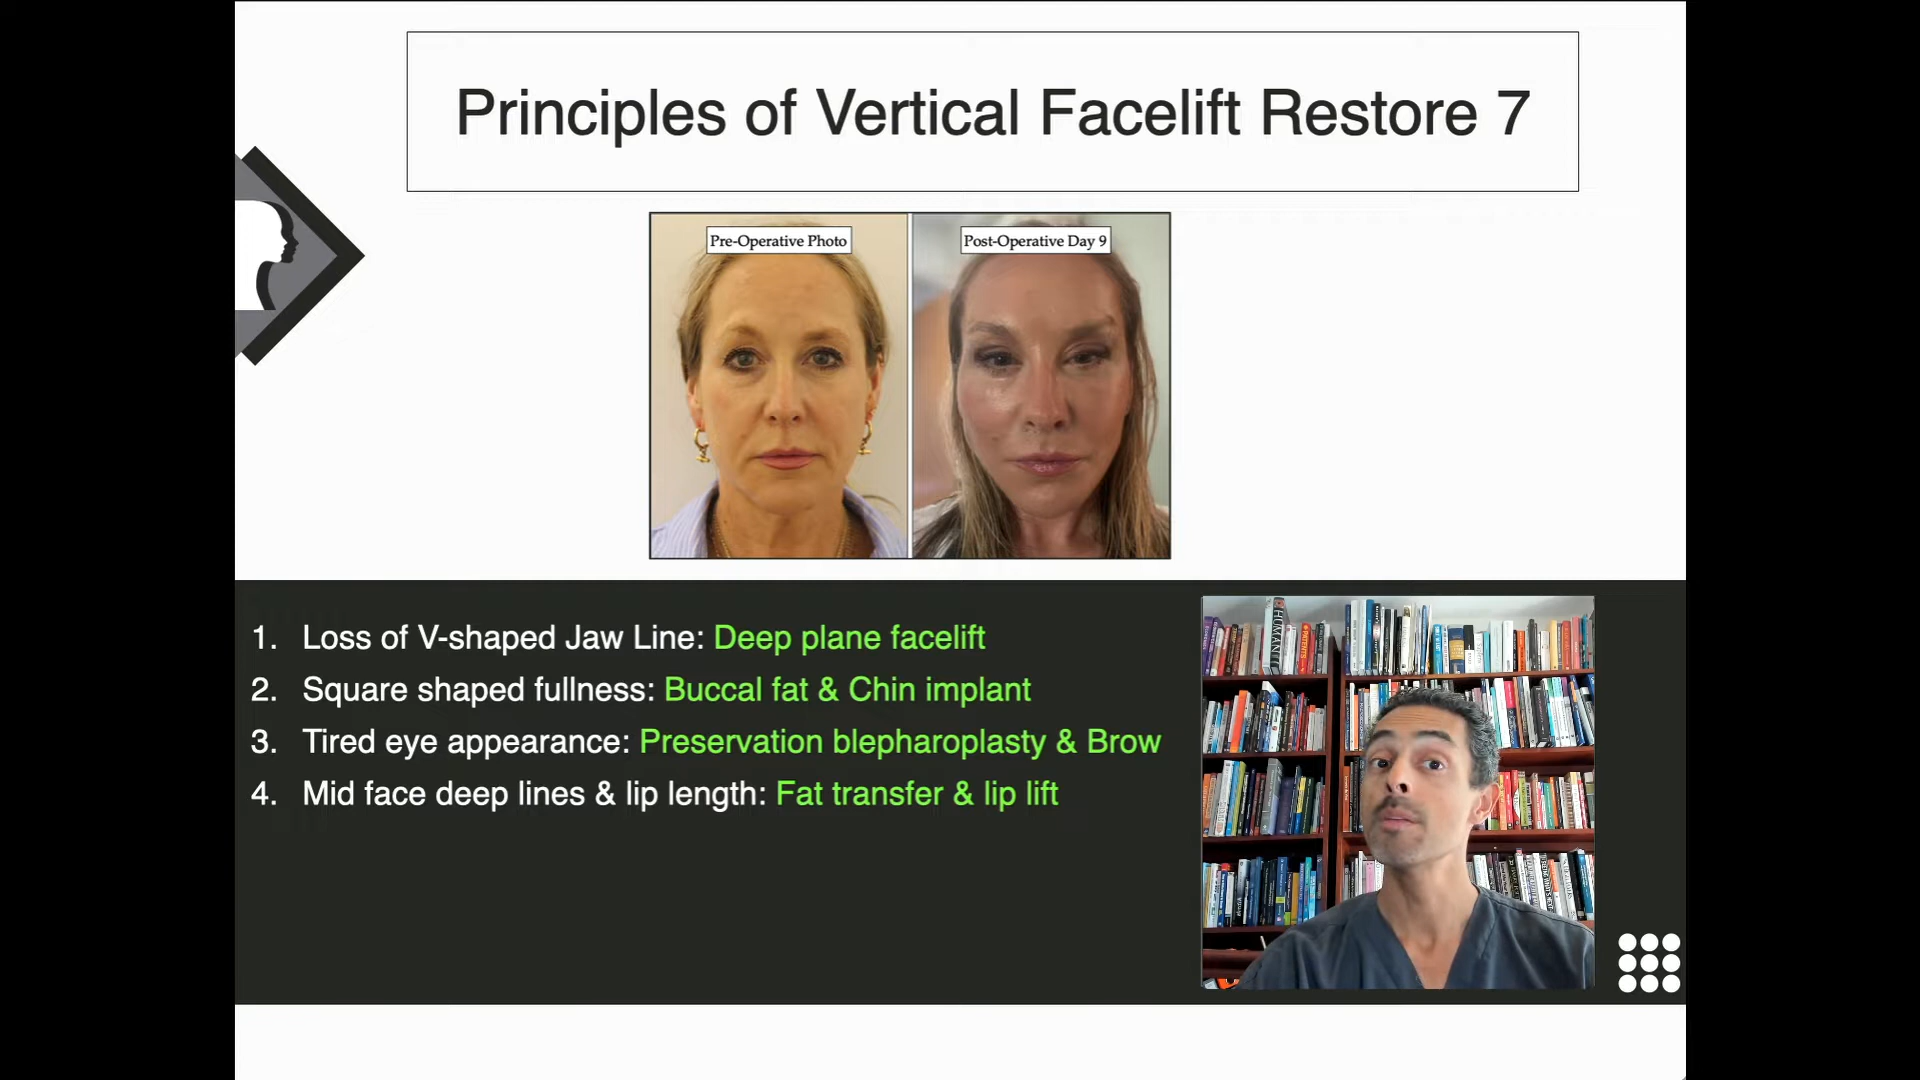 Principles of Vertical Facelift Restore 7
Pre-Operative Photo
Post-Operative Day 9
1. Loss of V-shaped Jaw Line: Deep plane facelift
2. Square shaped fullness: Buccal fat & Chin implant
3. Tired eye appearance: Preservation blepharoplasty & Brow
4. Mid face deep lines & lip length: Fat transfer & lip lift
HUMAN